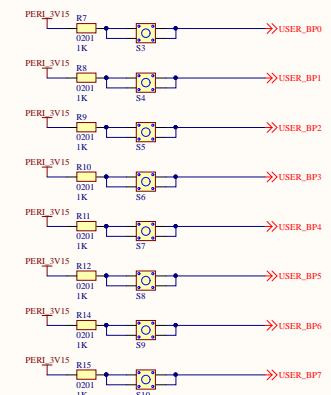 PERI_3V15
R7
0201
1K
S3
USER_BP0
PERI_3V15
R8
0201
1K
S4
USER_BP1
PERI_3V15
R9
0201
1K
S5
USER_BP2
PERI_3V15
R10
0201
1K
S6
USER_BP3
PERI_3V15
R11
0201
1K
S7
USER_BP4
PERI_3V15
R12
0201
1K
S8
USER_BP5
PERI_3V15
R14
0201
1K
S9
USER_BP6
PERI_3V15
R15
0201
1K
S10
USER_BP7